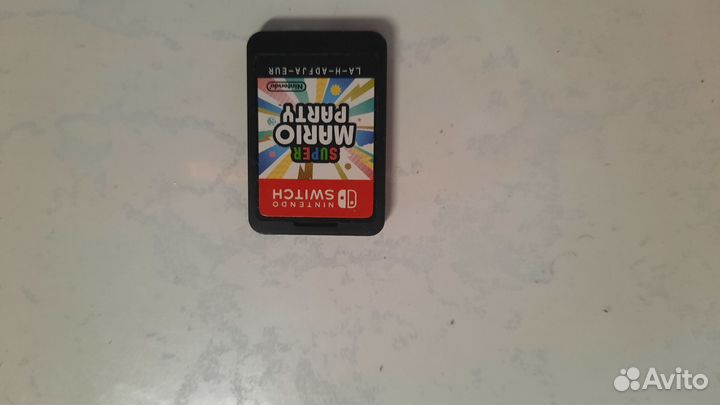 NINTENDO
SWITCH
SUPER
MARIO
PARTY
Nintendo
LA-H-ADFJA-EUR
Avito